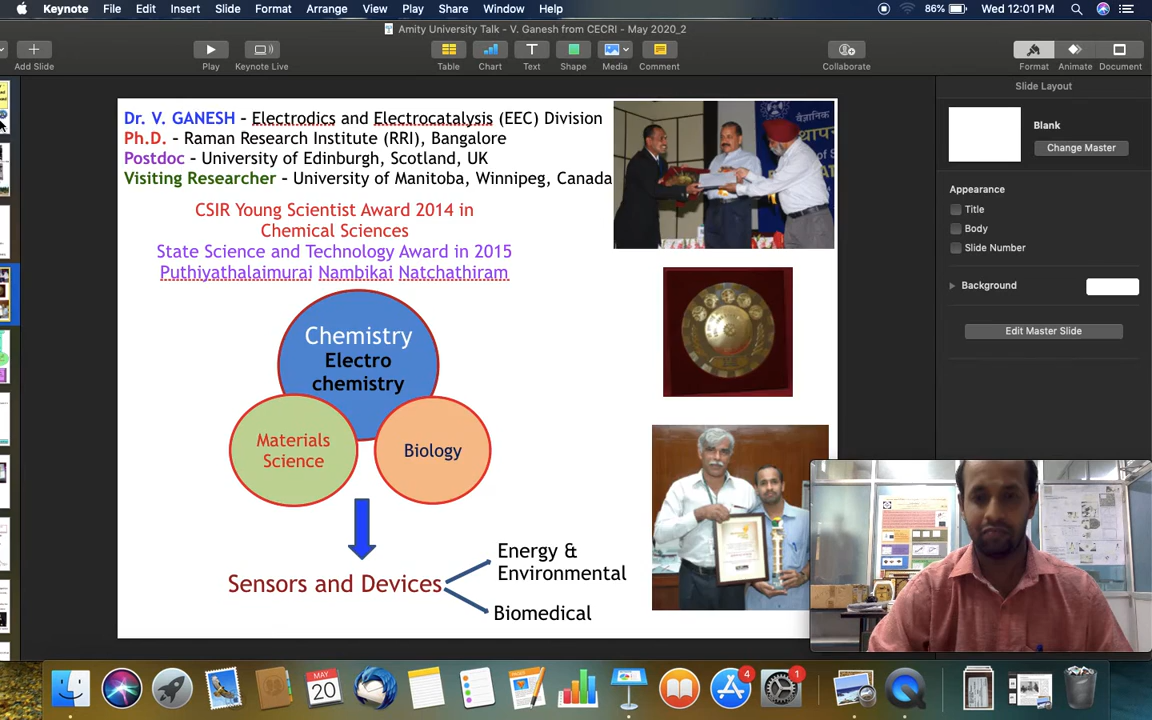 Keynote File Edit Insert Slide Format Arrange View Play Share Window Help 86% Wed 12:01 PM
Amity University Talk - V. Ganesh from CECRI - May 2020_2
Add Slide Play Keynote Live Table Chart Text Shape Media Comment Collaborate Format Animate Document
Slide Layout
Blank
Change Master
Appearance
Title
Body
Slide Number
Background
Edit Master Slide
Dr. V. GANESH - Electrodics and Electrocatalysis (EEC) Division
Ph.D. - Raman Research Institute (RRI), Bangalore
Postdoc - University of Edinburgh, Scotland, UK
Visiting Researcher - University of Manitoba, Winnipeg, Canada
CSIR Young Scientist Award 2014 in
Chemical Sciences
State Science and Technology Award in 2015
Puthiyathalaimurai Nambikai Natchathiram
Chemistry
Electro
chemistry
Materials
Science
Biology
Sensors and Devices
Energy &
Environmental
Biomedical
MAY
20
4
1